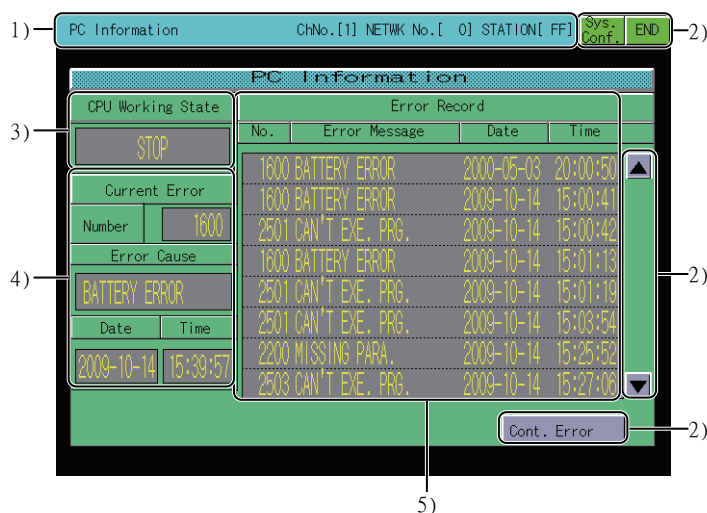 1) PC Information ChNo.[1] NETWK No.[ 0] STATION[ FF] Sys. Conf. END 2)
PC Information
3) CPU Working State
STOP
Error Record
No. Error Message Date Time
1600 BATTERY ERROR 2000-05-03 20:00:50
1600 BATTERY ERROR 2009-10-14 15:00:41
2501 CAN'T EXE. PRG. 2009-10-14 15:00:42
1600 BATTERY ERROR 2009-10-14 15:01:13
2501 CAN'T EXE. PRG. 2009-10-14 15:01:19
2501 CAN'T EXE. PRG. 2009-10-14 15:03:54
2200 MISSING PARA. 2009-10-14 15:25:52
2503 CAN'T EXE. PRG. 2009-10-14 15:27:06
2)
4) Current Error
Number 1600
Error Cause
BATTERY ERROR
Date Time
2009-10-14 15:39:57
Cont. Error 2)
5)